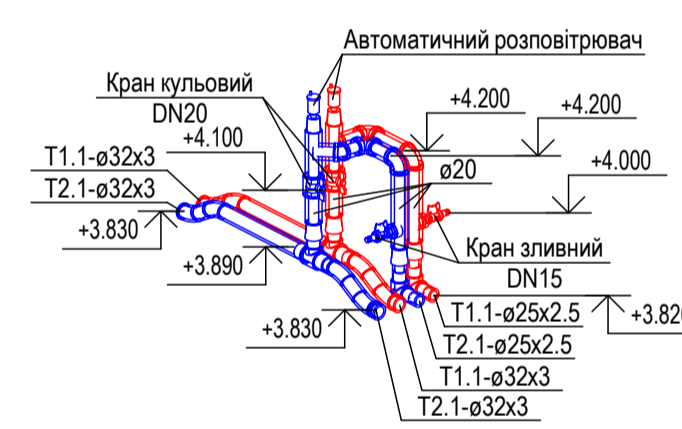 Автоматичний розповітрювач
Кран кульовий
DN20
+4.200
+4.200
+4.100
T1.1-ø32x3
+4.000
ø20
T2.1-ø32x3
+3.830
Кран зливний
+3.890
DN15
T1.1-ø25x2.5
+3.820
+3.830
T2.1-ø25x2.5
T1.1-ø32x3
T2.1-ø32x3